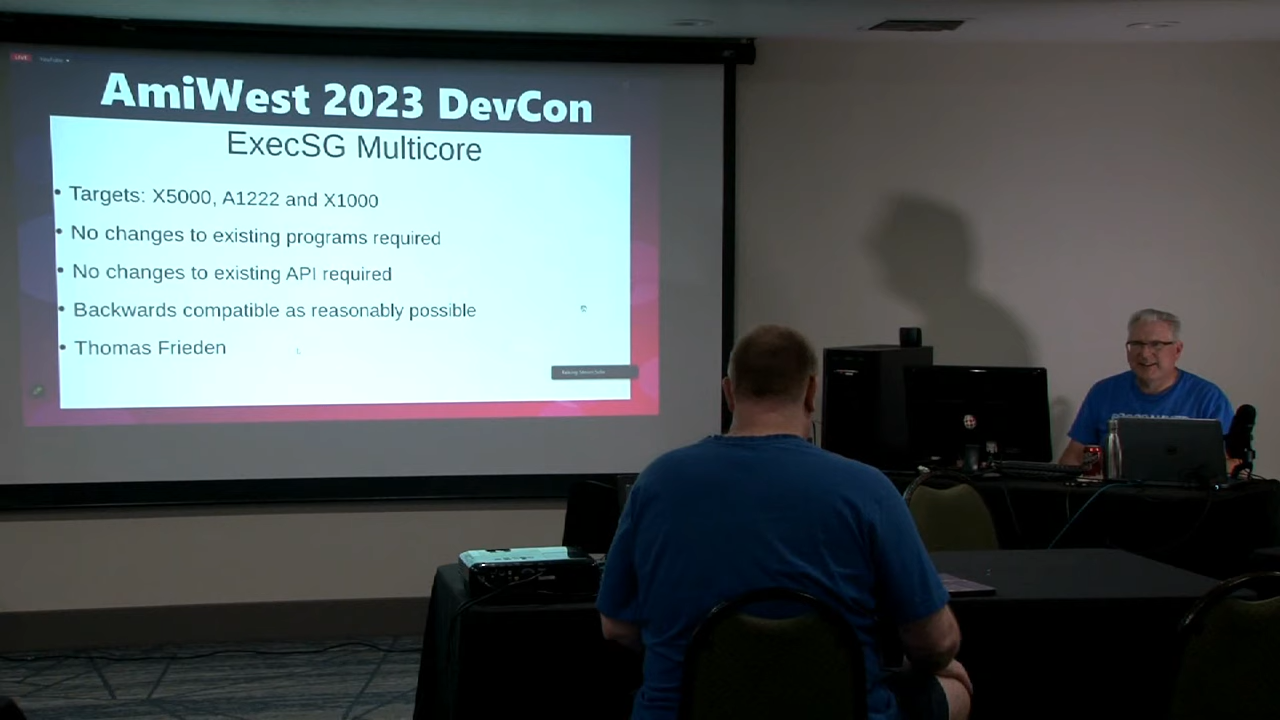 LIVE
AmiWest 2023 DevCon
ExecSG Multicore
• Targets: X5000, A1222 and X1000
• No changes to existing programs required
• No changes to existing API required
• Backwards compatible as reasonably possible
• Thomas Frieden